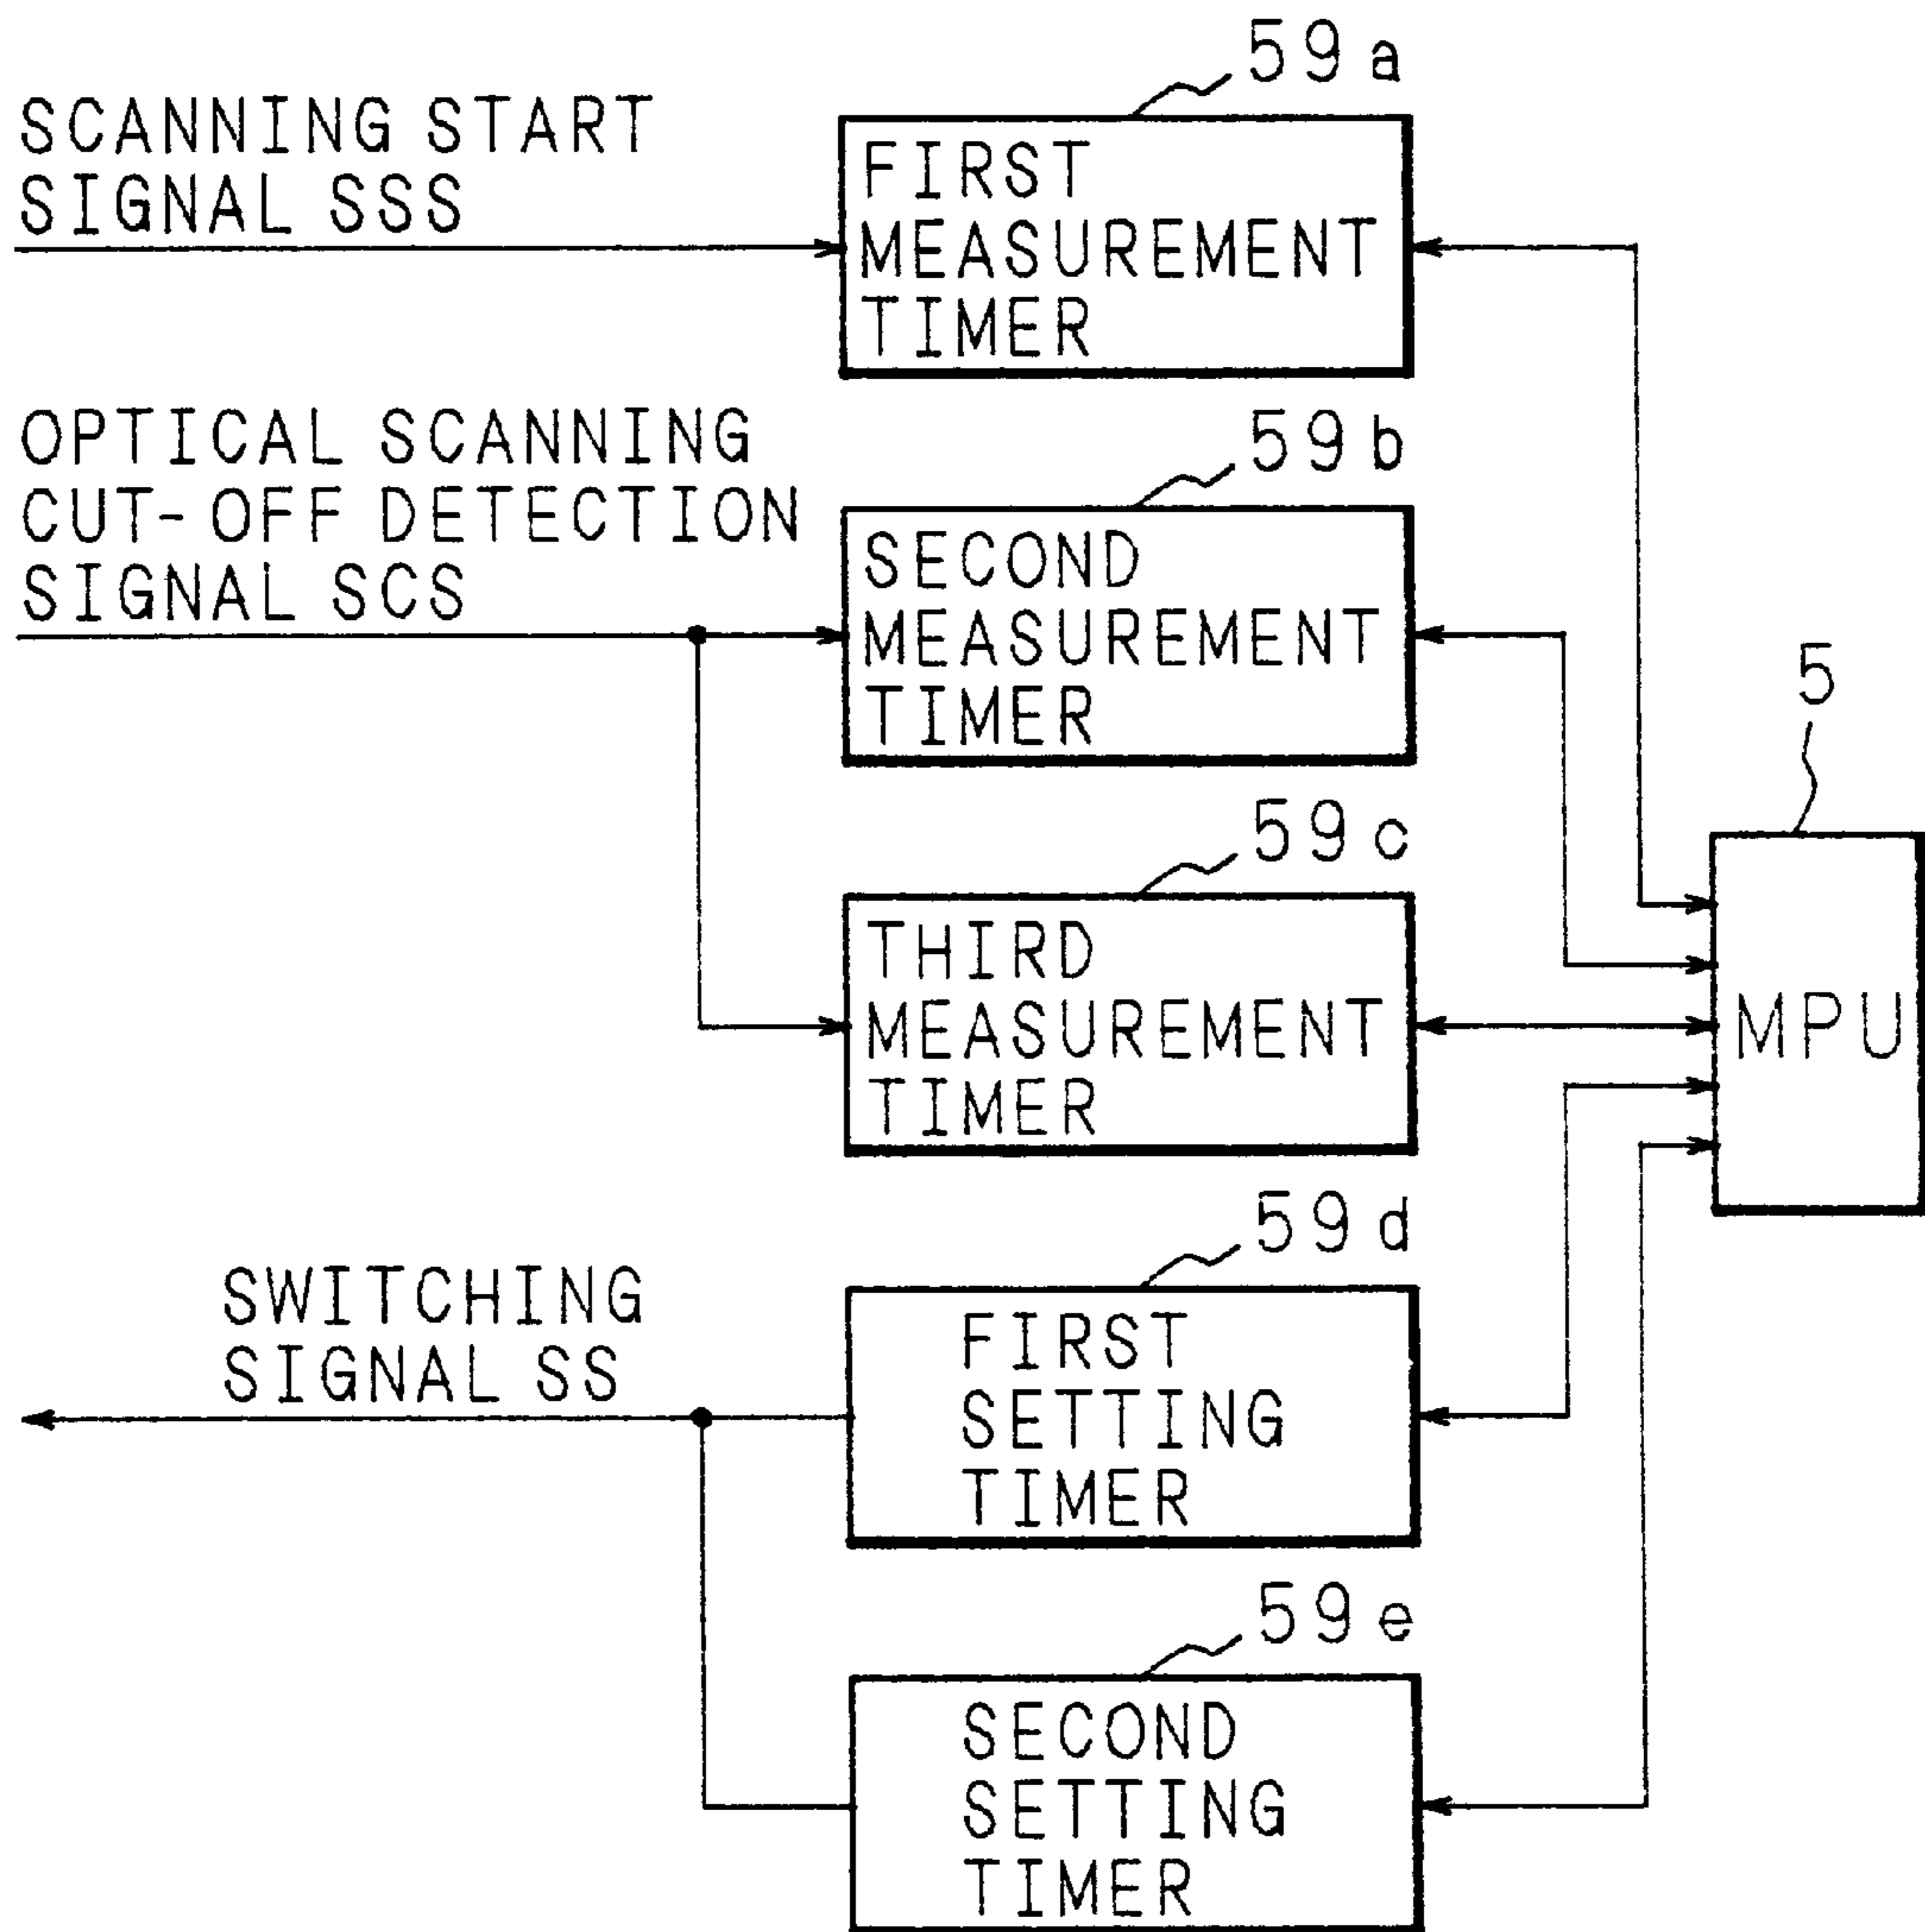 59a
SCANNING START
SIGNAL SSS
FIRST
MEASUREMENT
TIMER
OPTICAL SCANNING
CUT-OFF DETECTION
SIGNAL SCS
59b
SECOND
MEASUREMENT
TIMER
5
59c
THIRD
MEASUREMENT
TIMER
MPU
59d
SWITCHING
SIGNAL SS
FIRST
SETTING
TIMER
59e
SECOND
SETTING
TIMER